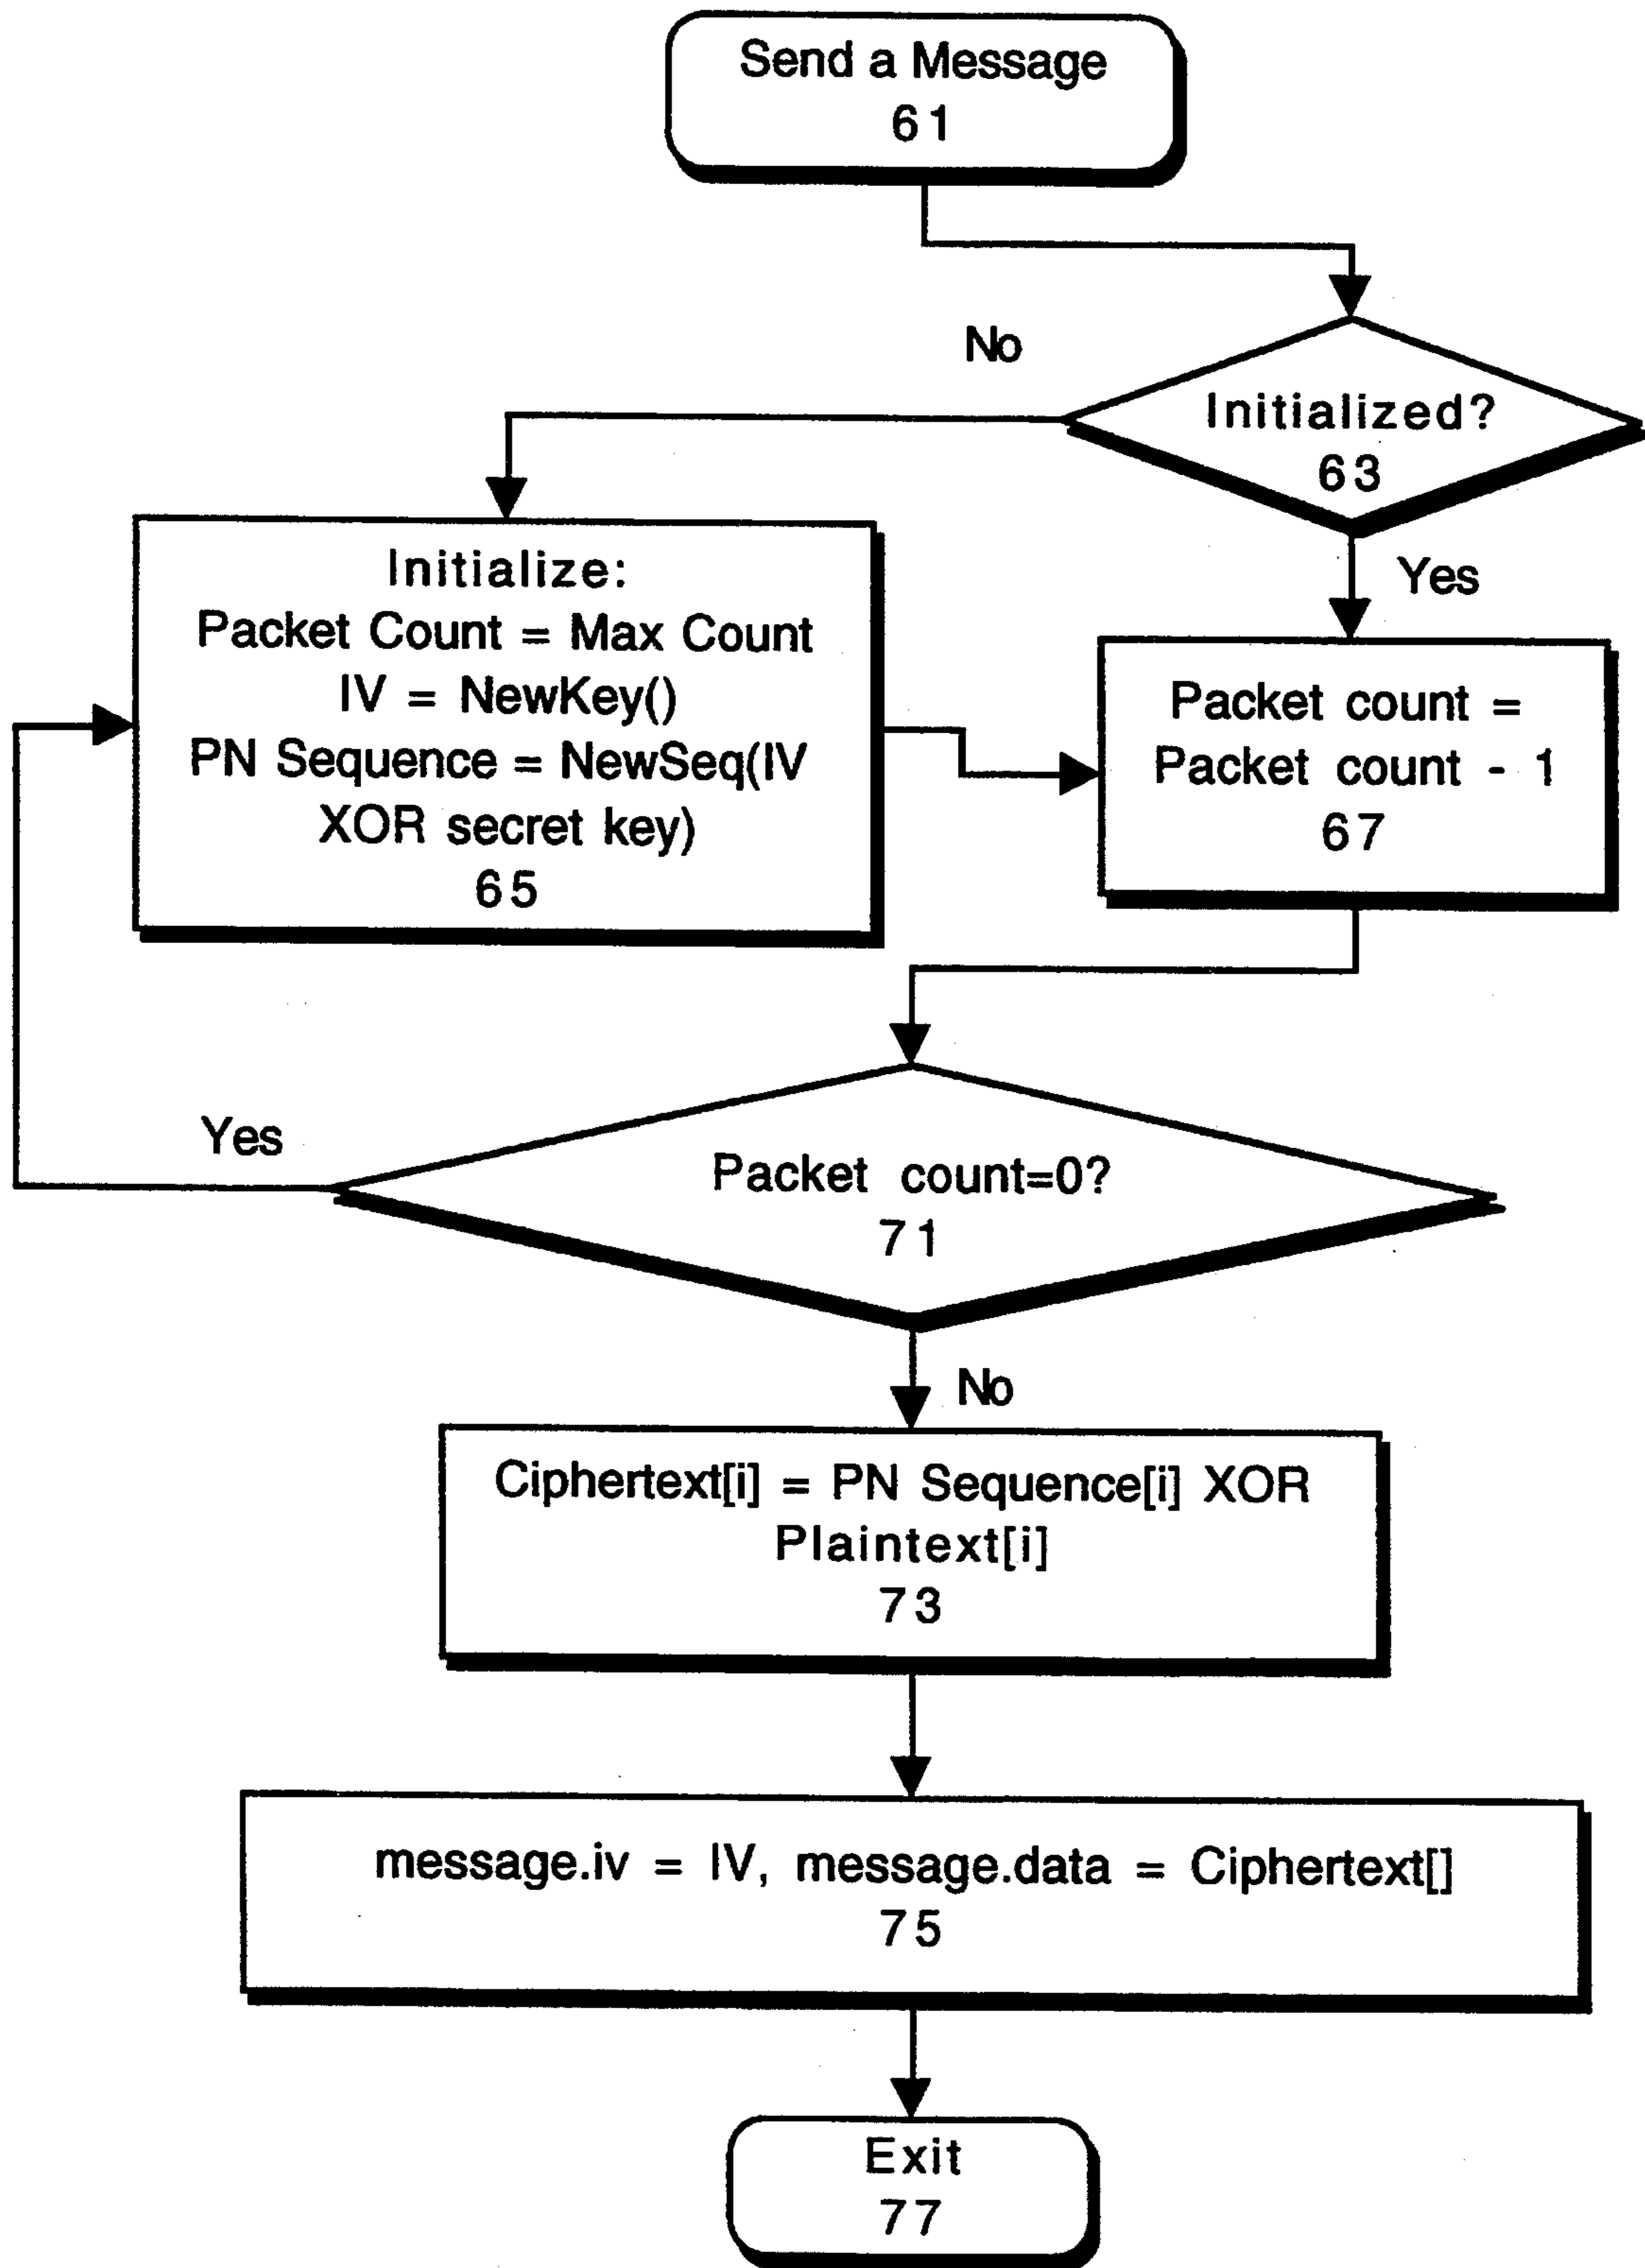 Send a Message
61
No
Initialized?
63
Yes
Initialize:
Packet Count = Max Count
IV = NewKey()
PN Sequence = NewSeq(IV
XOR secret key)
65
Packet count =
Packet count - 1
67
Yes
Packet count=0?
71
No
Ciphertext[i] = PN Sequence[i] XOR
Plaintext[i]
73
message.iv = IV, message.data = Ciphertext[]
75
Exit
77